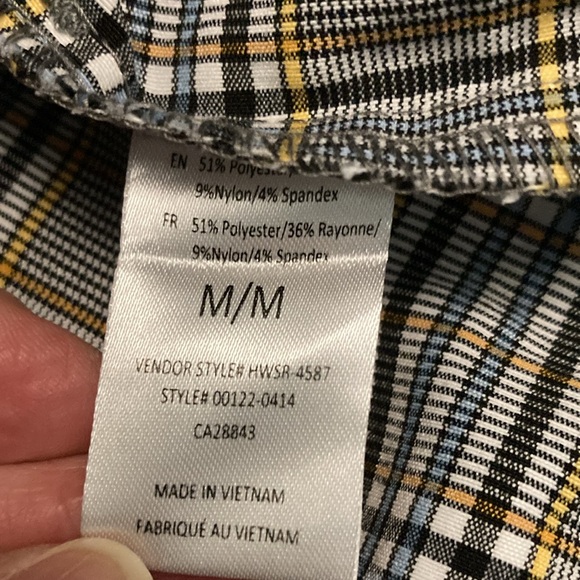 EN 51% Polyester
9%Nylon/4% Spandex
FR 51% Polyester/36% Rayonne/
9%Nylon/4% Spandex
M/M
VENDOR STYLE# HWSR-4587
STYLE# 00122-0414
CA28843
MADE IN VIETNAM
FABRIQUÉ AU VIETNAM